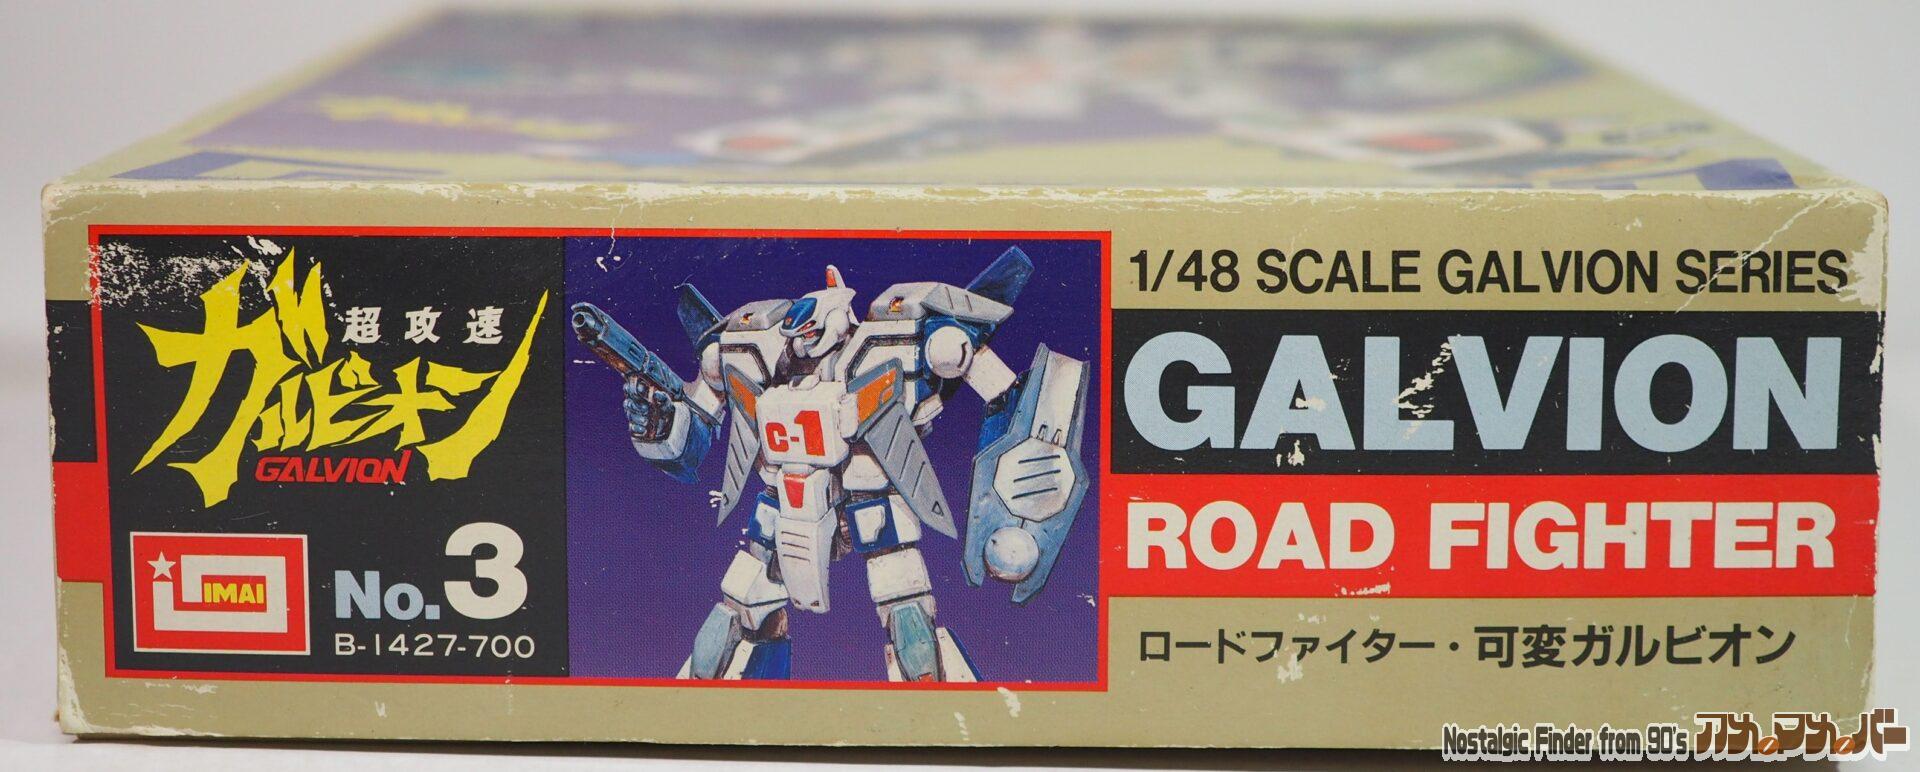 超攻速
ガルビオン
GALVION
IMAI
No.3
B-1427-700
C-1
1/48 SCALE GALVION SERIES
GALVION
ROAD FIGHTER
ロードファイター・可変ガルビオン
Nostalgic Finder from 90's